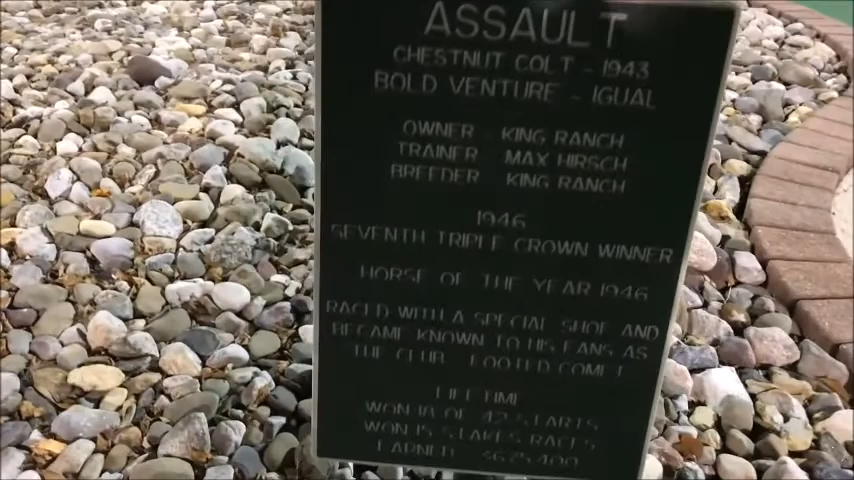 ASSAULT
CHESTNUT COLT - 1943
BOLD VENTURE - IGUAL
OWNER - KING RANCH
TRAINER - MAX HIRSCH
BREEDER - KING RANCH
1946
SEVENTH TRIPLE CROWN WINNER
HORSE OF THE YEAR 1946
RACED WITH A SPECIAL SHOE AND
BECAME KNOWN TO HIS FANS AS
THE CLUB FOOTED COMET
LIFETIME
WON 18 OF 42 STARTS
WON 15 STAKES RACES
EARNED